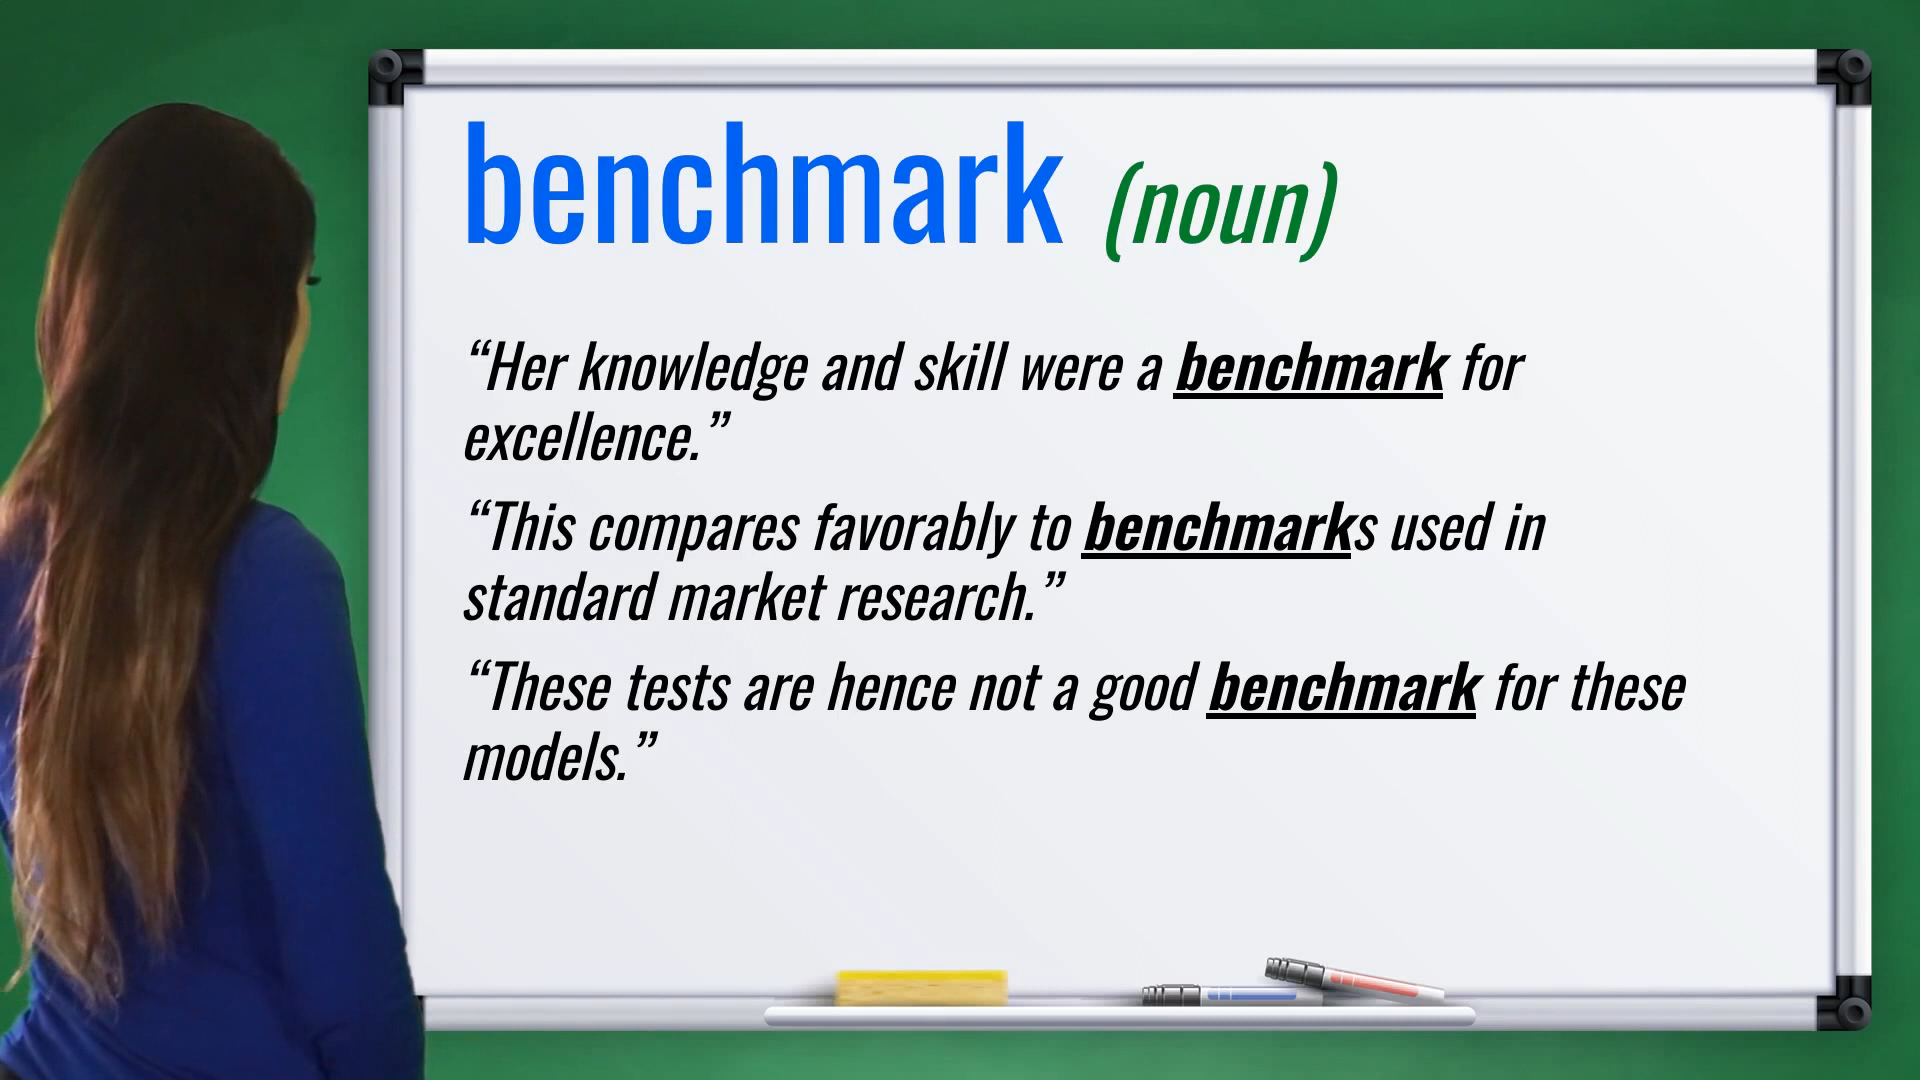 benchmark (noun)
“Her knowledge and skill were a benchmark for
excellence.”
“This compares favorably to benchmarks used in
standard market research.”
“These tests are hence not a good benchmark for these
models.”